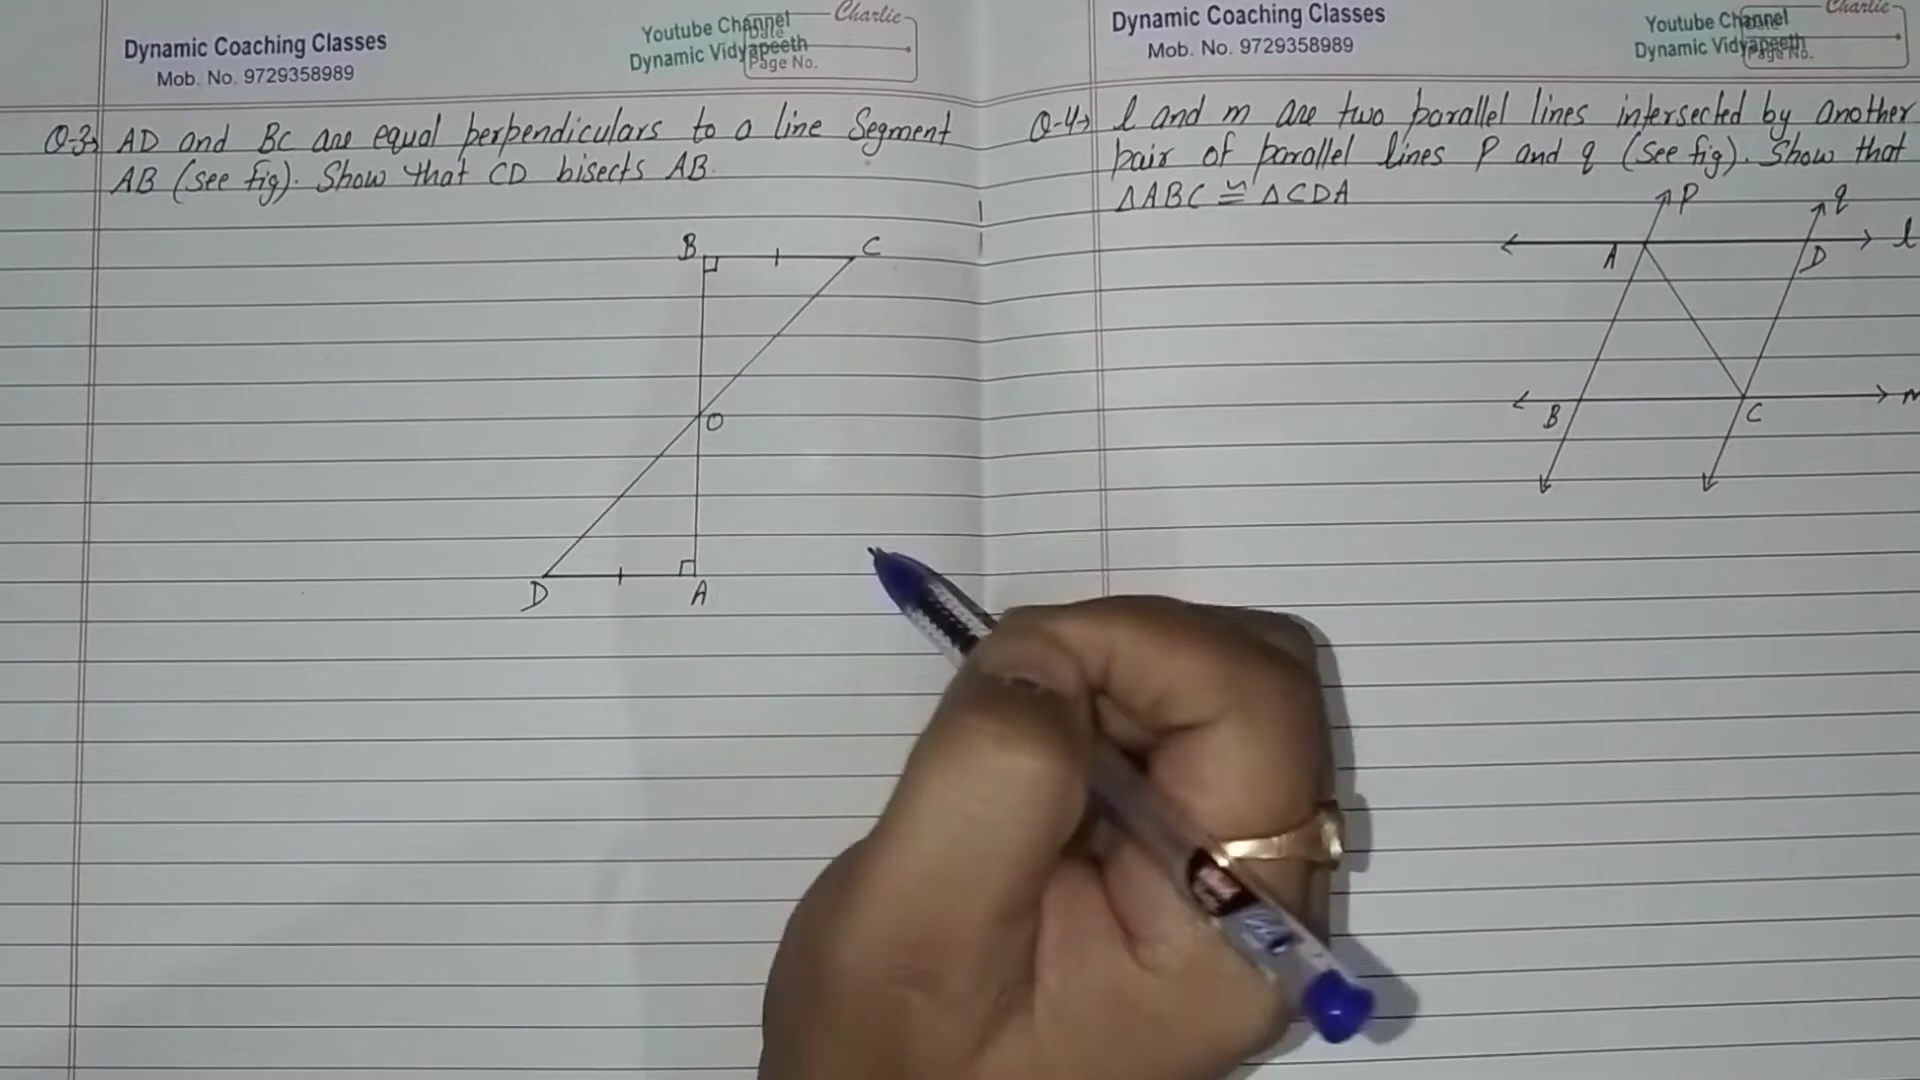 Dynamic Coaching Classes
Mob. No. 9729358989
Youtube Channel
Dynamic Vidyapeeth
Charlie
Date
Page No.
Q-3→ AD and BC are equal perpendiculars to a line Segment
AB (see fig). Show that CD bisects AB.
B
C
O
D
A
Dynamic Coaching Classes
Mob. No. 9729358989
Youtube Channel
Dynamic Vidyapeeth
Charlie
Date
Page No.
Q-4→ l and m are two parallel lines intersected by another
pair of parallel lines P and q (see fig). Show that
ΔABC ≅ ΔCDA
P
q
A
D
l
B
C
m